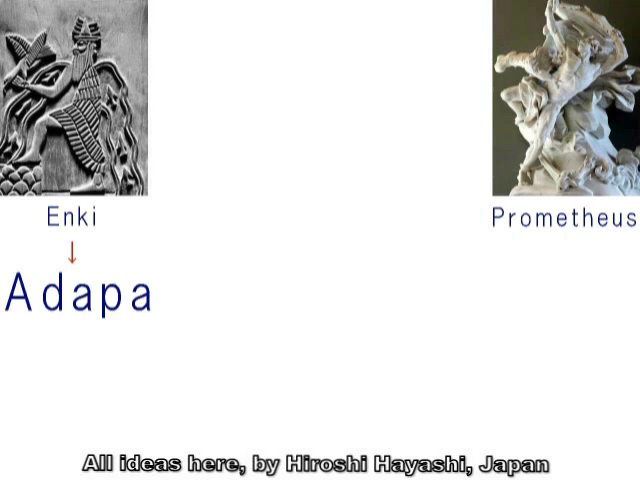 Enki
Prometheus
↓
Adapa
All ideas here, by Hiroshi Hayashi, Japan